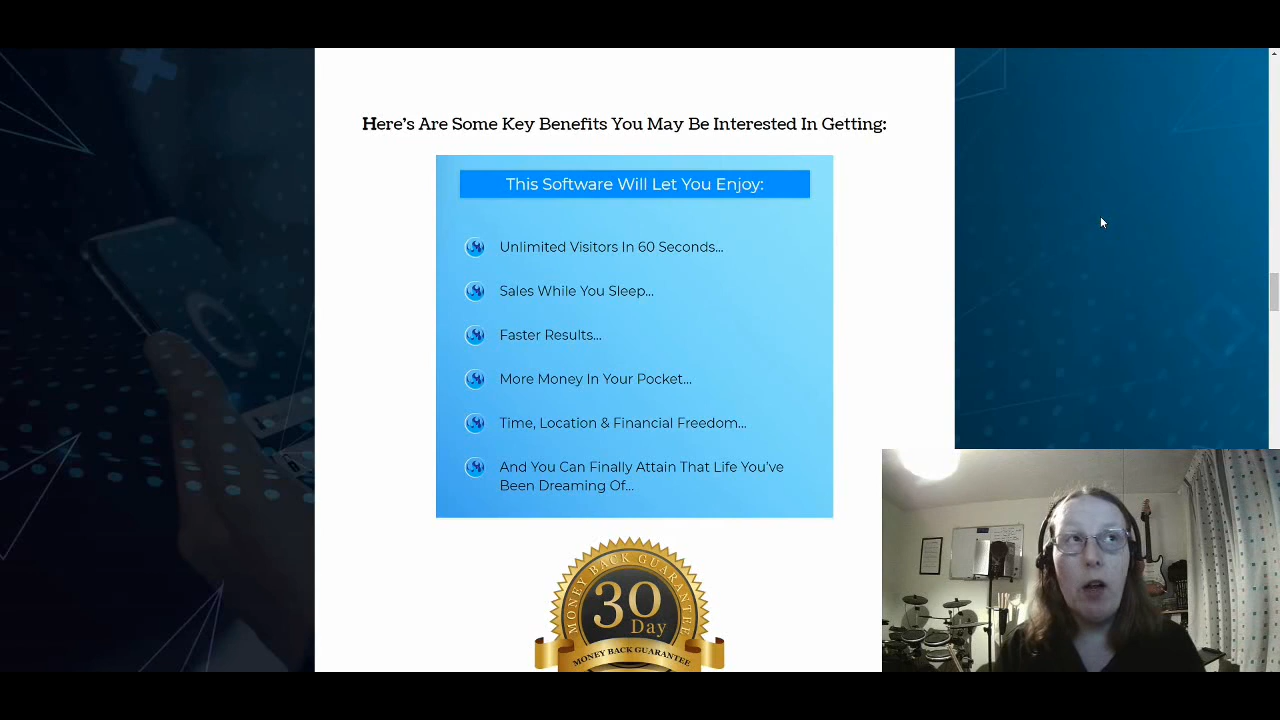 Here's Are Some Key Benefits You May Be Interested In Getting:
This Software Will Let You Enjoy:
Unlimited Visitors In 60 Seconds...
Sales While You Sleep...
Faster Results...
More Money In Your Pocket...
Time, Location & Financial Freedom...
And You Can Finally Attain That Life You've
Been Dreaming Of...
MONEY BACK GUARANTEE
30
Day
MONEY BACK GUARANTEE